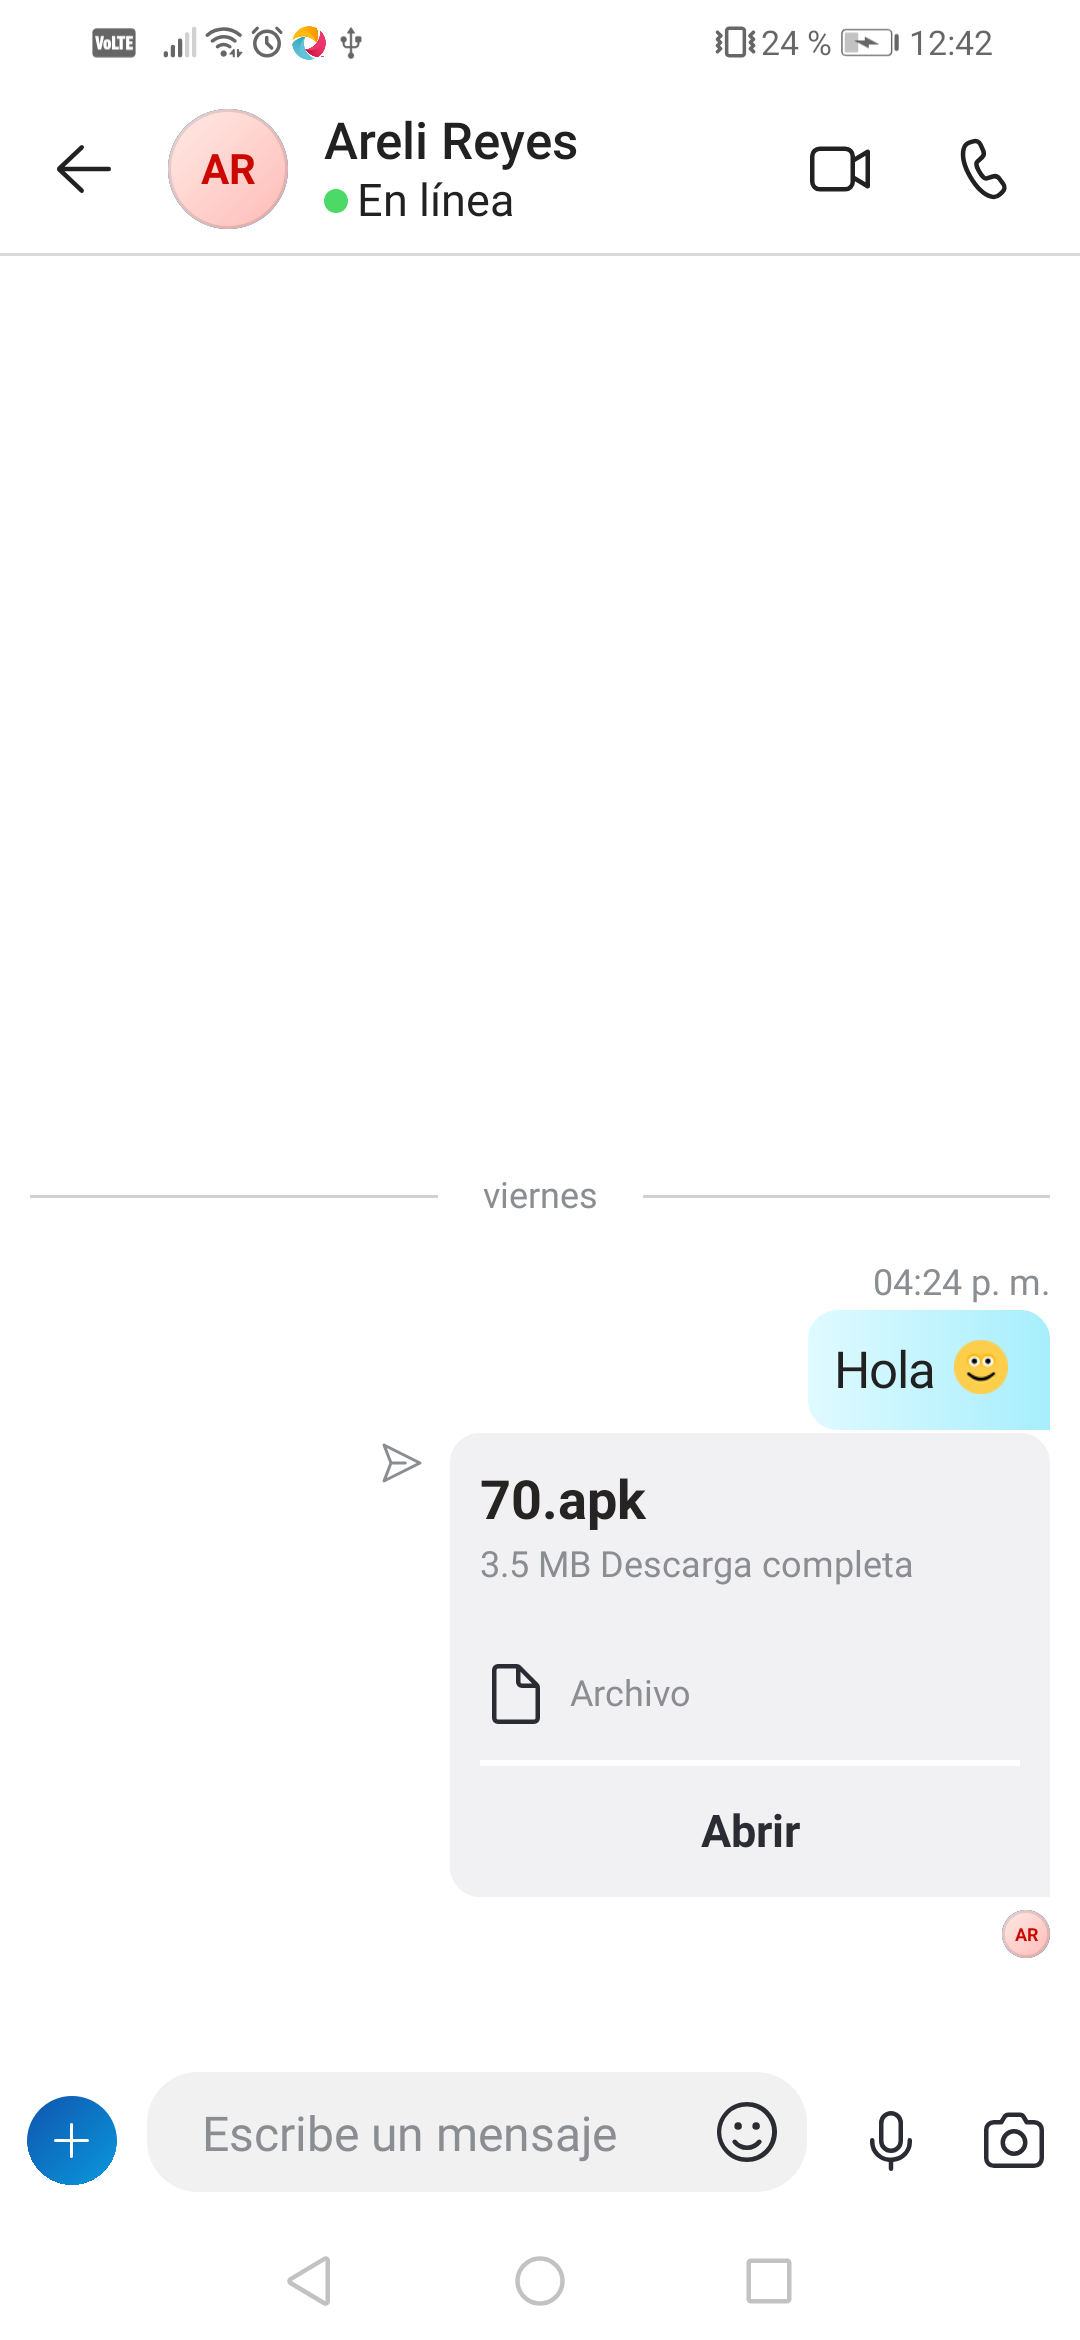 VoLTE 24 % 12:42
AR
Areli Reyes
En línea
viernes
04:24 p. m.
Hola
70.apk
3.5 MB Descarga completa
Archivo
Abrir
AR
Escribe un mensaje